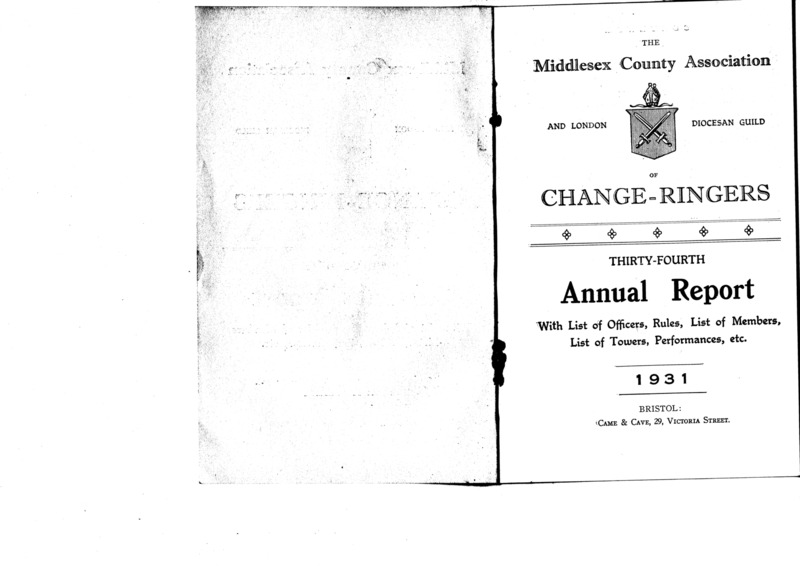 THE
Middlesex County Association
AND LONDON DIOCESAN GUILD
OF
CHANGE-RINGERS
THIRTY-FOURTH
Annual Report
With List of Officers, Rules, List of Members,
List of Towers, Performances, etc.
1931
BRISTOL:
CAME & CAVE, 29, VICTORIA STREET.